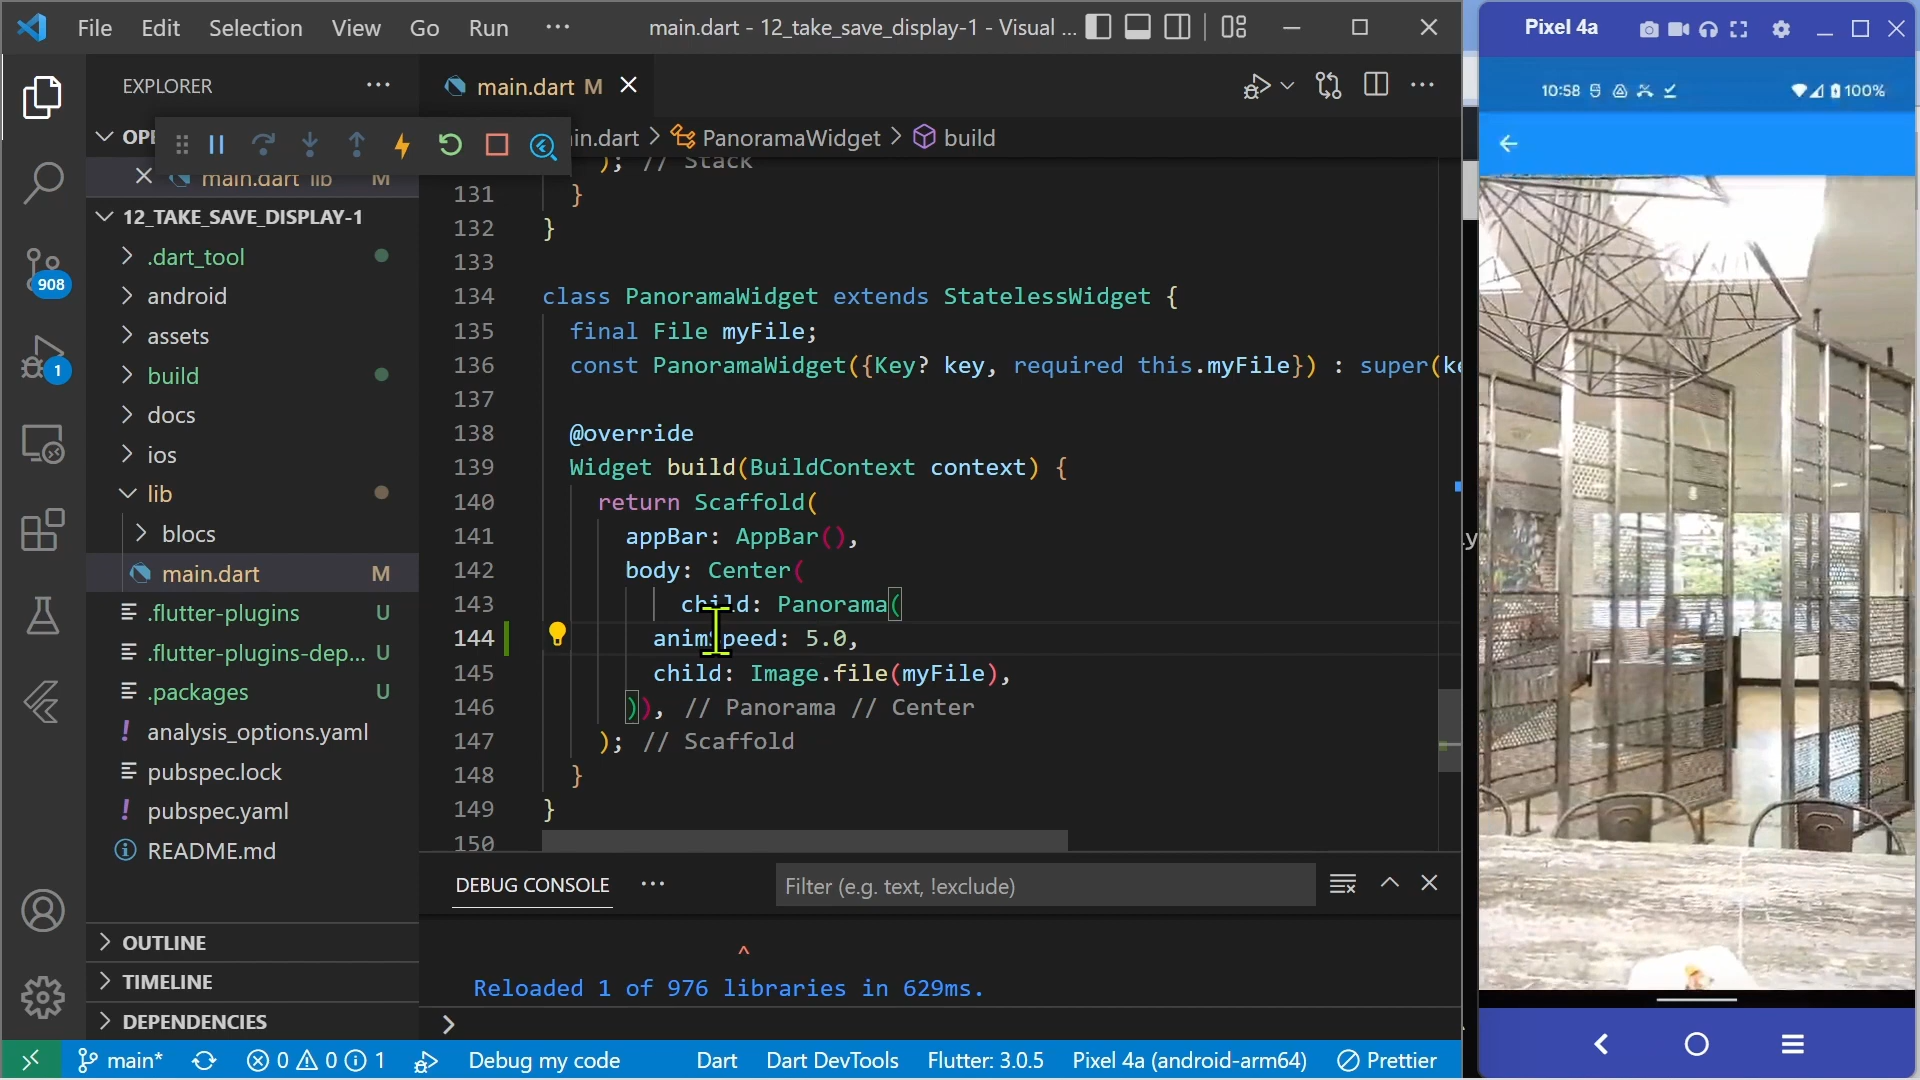 File Edit Selection View Go Run ··· main.dart - 12_take_save_display-1 - Visual ...
Pixel 4a
10:58 100%
EXPLORER ···
main.dart M
main.dart > PanoramaWidget > build
main.dart lib M
12_TAKE_SAVE_DISPLAY-1
.dart_tool
android
assets
build
docs
ios
lib
blocs
main.dart M
.flutter-plugins U
.flutter-plugins-dep... U
.packages U
analysis_options.yaml
pubspec.lock
pubspec.yaml
README.md
OUTLINE
TIMELINE
DEPENDENCIES
908
1
); // Stack
131 }
132 }
133
134 class PanoramaWidget extends StatelessWidget {
135 final File myFile;
136 const PanoramaWidget({Key? key, required this.myFile}) : super(ke
137
138 @override
139 Widget build(BuildContext context) {
140 return Scaffold(
141 appBar: AppBar(),
142 body: Center(
143 child: Panorama(
144 animSpeed: 5.0,
145 child: Image.file(myFile),
146 )), // Panorama // Center
147 ); // Scaffold
148 }
149 }
150
DEBUG CONSOLE ··· Filter (e.g. text, !exclude)
^
Reloaded 1 of 976 libraries in 629ms.
>
main* 0 0 1 Debug my code Dart Dart DevTools Flutter: 3.0.5 Pixel 4a (android-arm64) Prettier